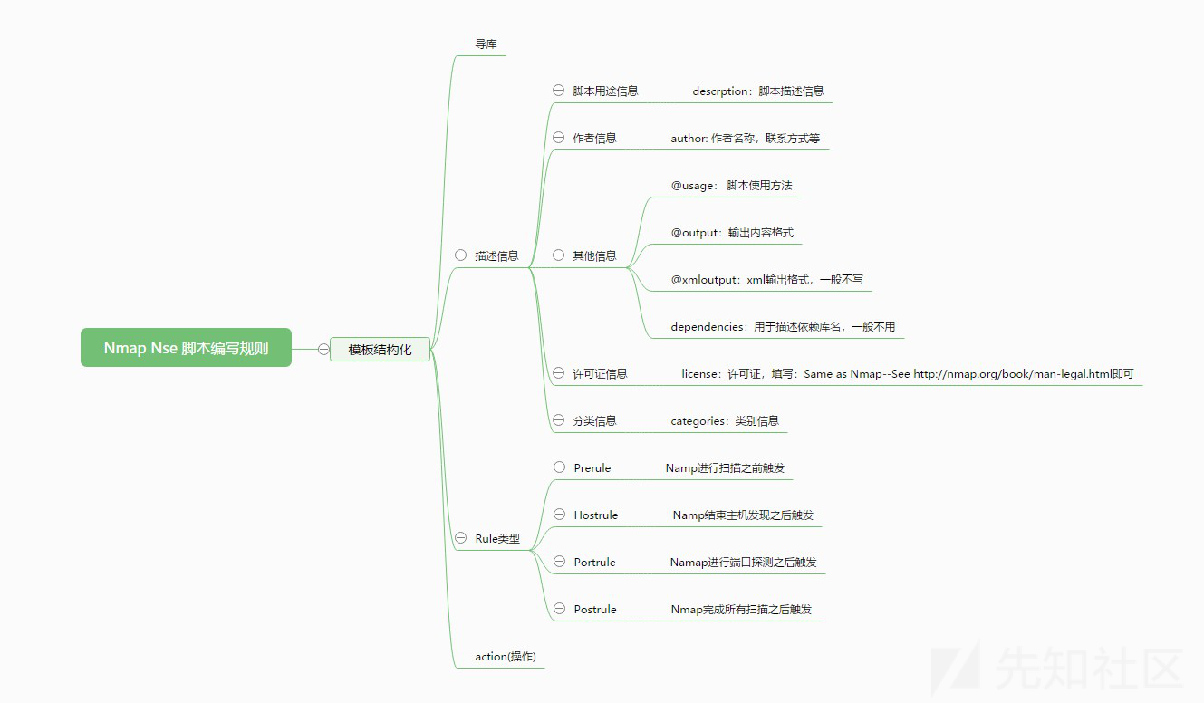 寻库
脚本用途信息 descrption：脚本描述信息
作者信息 author: 作者名称，联系方式等
@usage：脚本使用方法
@output：输出内容格式
描述信息 其他信息
@xmloutput：xml输出格式，一般不写
dependencies：用于描述依赖库名，一般不用
Nmap Nse 脚本编写规则 模板结构化
许可证信息 license：许可证，填写：Same as Nmap--See http://nmap.org/book/man-legal.html即可
分类信息 categories：类别信息
Prerule Namp进行扫描之前触发
Hostrule Namp结束主机发现之后触发
Rule类型
Portrule Namap进行端口探测之后触发
Postrule Nmap完成所有扫描之后触发
action(操作)
先知社区